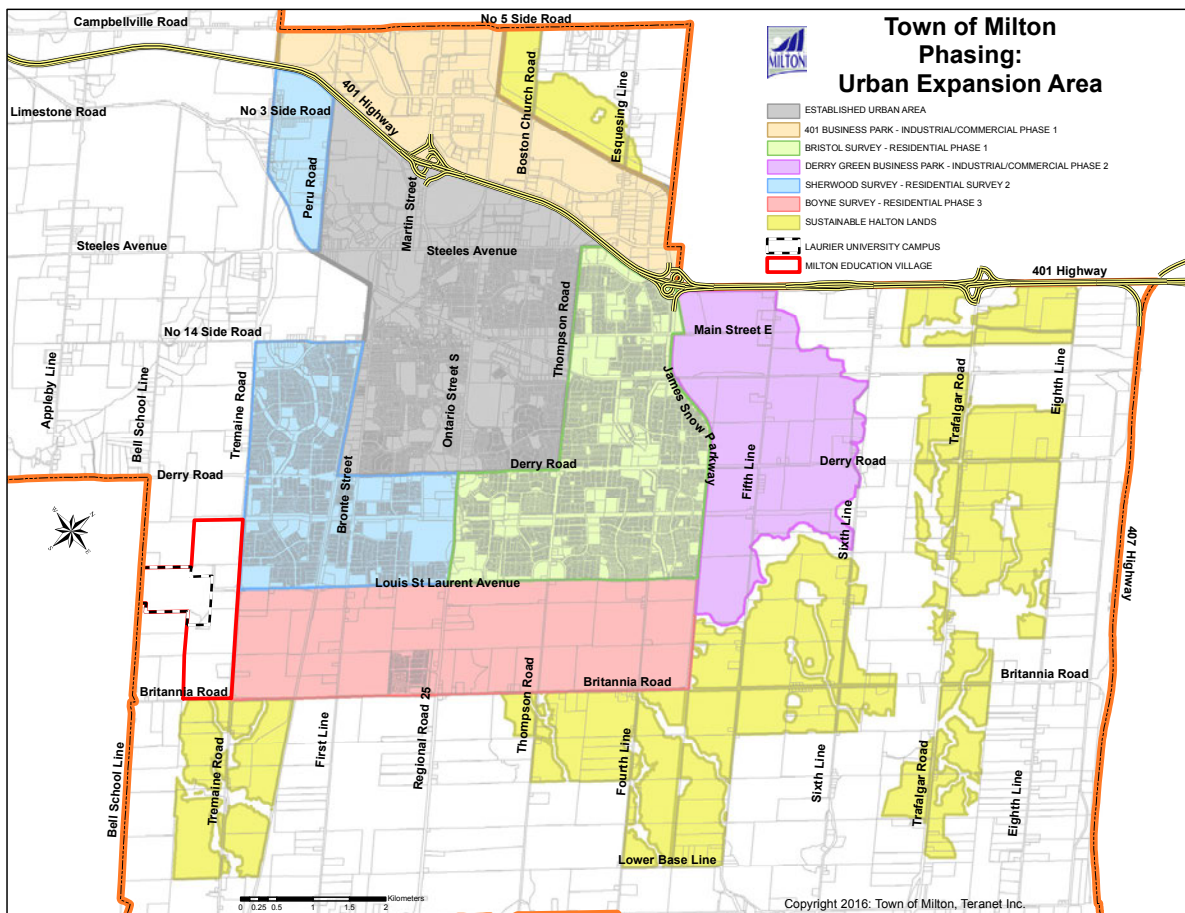 Campbellville Road
No 5 Side Road
Town of Milton
Phasing:
Urban Expansion Area
MILTON
ESTABLISHED URBAN AREA
401 BUSINESS PARK - INDUSTRIAL/COMMERCIAL PHASE 1
BRISTOL SURVEY - RESIDENTIAL PHASE 1
DERRY GREEN BUSINESS PARK - INDUSTRIAL/COMMERCIAL PHASE 2
SHERWOOD SURVEY - RESIDENTIAL SURVEY 2
BOYNE SURVEY - RESIDENTIAL PHASE 3
SUSTAINABLE HALTON LANDS
LAURIER UNIVERSITY CAMPUS
MILTON EDUCATION VILLAGE
401 Highway
Limestone Road
No 3 Side Road
Boston Church Road
Esquesing Line
Peru Road
Martin Street
Steeles Avenue
Steeles Avenue
401 Highway
No 14 Side Road
Thompson Road
Main Street E
Appleby Line
Bell School Line
Tremaine Road
Ontario Street S
James Snow Parkway
Trafalgar Road
Eighth Line
Derry Road
Bronte Street
Derry Road
Fifth Line
Derry Road
Sixth Line
407 Highway
N
E
S
W
Louis St Laurent Avenue
Britannia Road
Britannia Road
Britannia Road
Bell School Line
Tremaine Road
First Line
Regional Road 25
Thompson Road
Fourth Line
Sixth Line
Trafalgar Road
Eighth Line
Lower Base Line
Kilometers
0 0.25 0.5 1 1.5 2
Copyright 2016: Town of Milton, Teranet Inc.